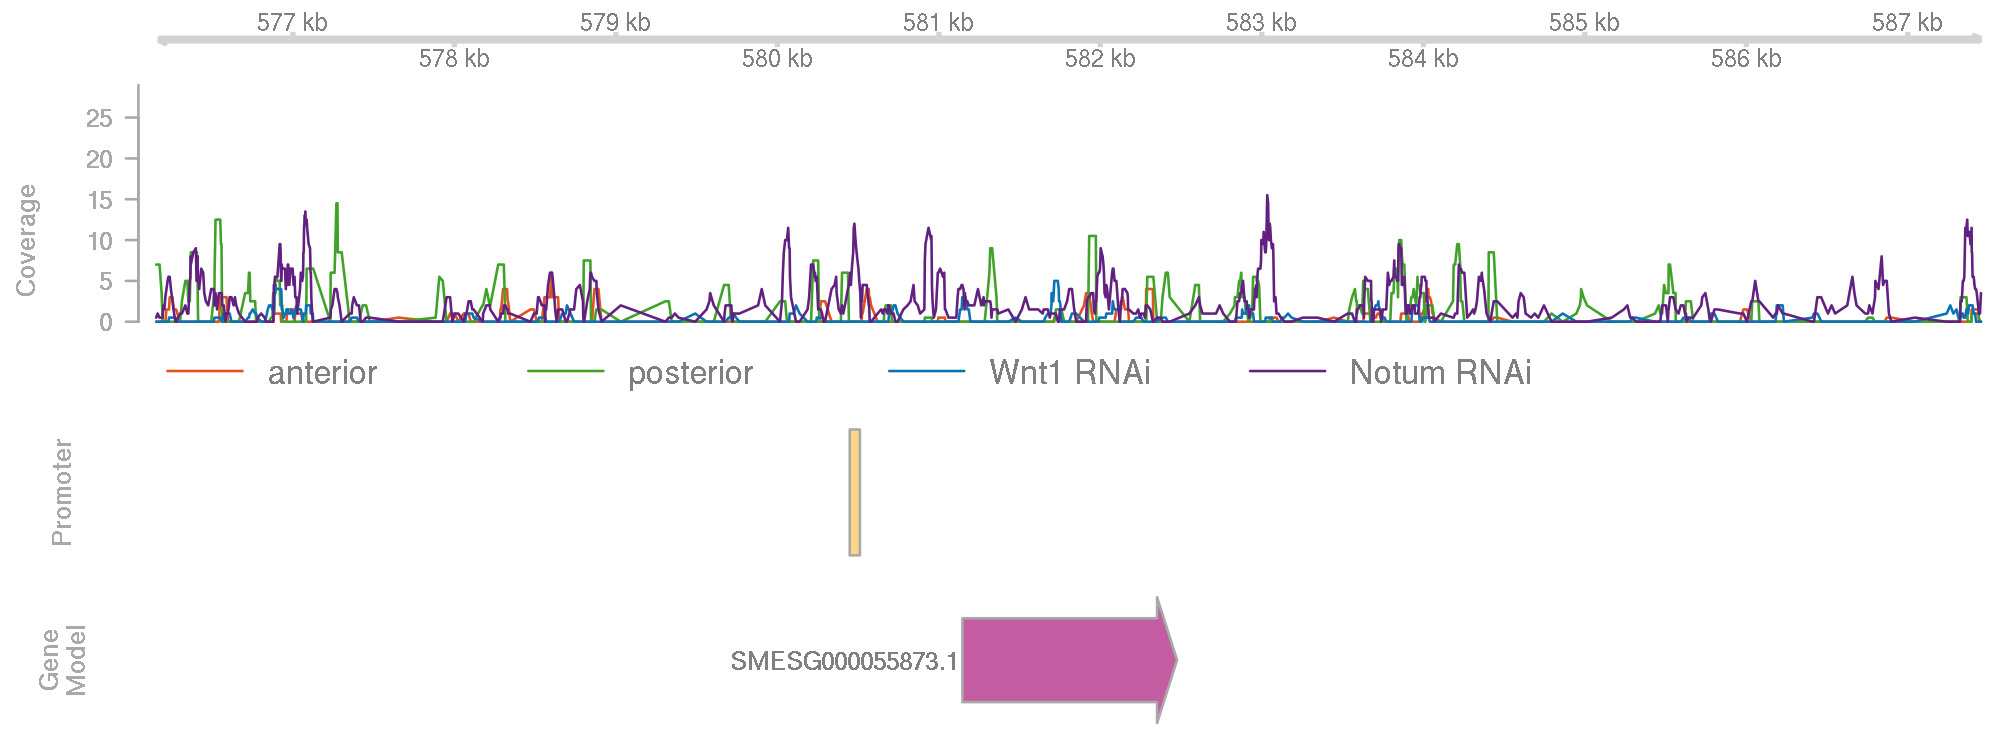 577 kb 579 kb 581 kb 583 kb 585 kb 587 kb
578 kb 580 kb 582 kb 584 kb 586 kb
Coverage
25
20
15
10
5
0
anterior posterior Wnt1 RNAi Notum RNAi
Promoter
Gene
Model
SMESG000055873.1